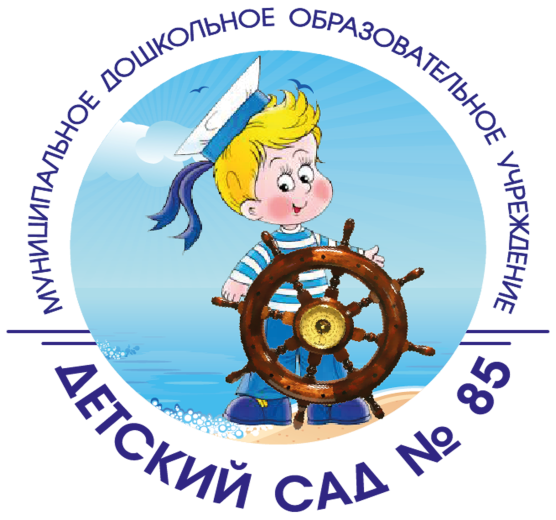 МУНИЦИПАЛЬНОЕ ДОШКОЛЬНОЕ ОБРАЗОВАТЕЛЬНОЕ УЧРЕЖДЕНИЕ
ДЕТСКИЙ САД № 85